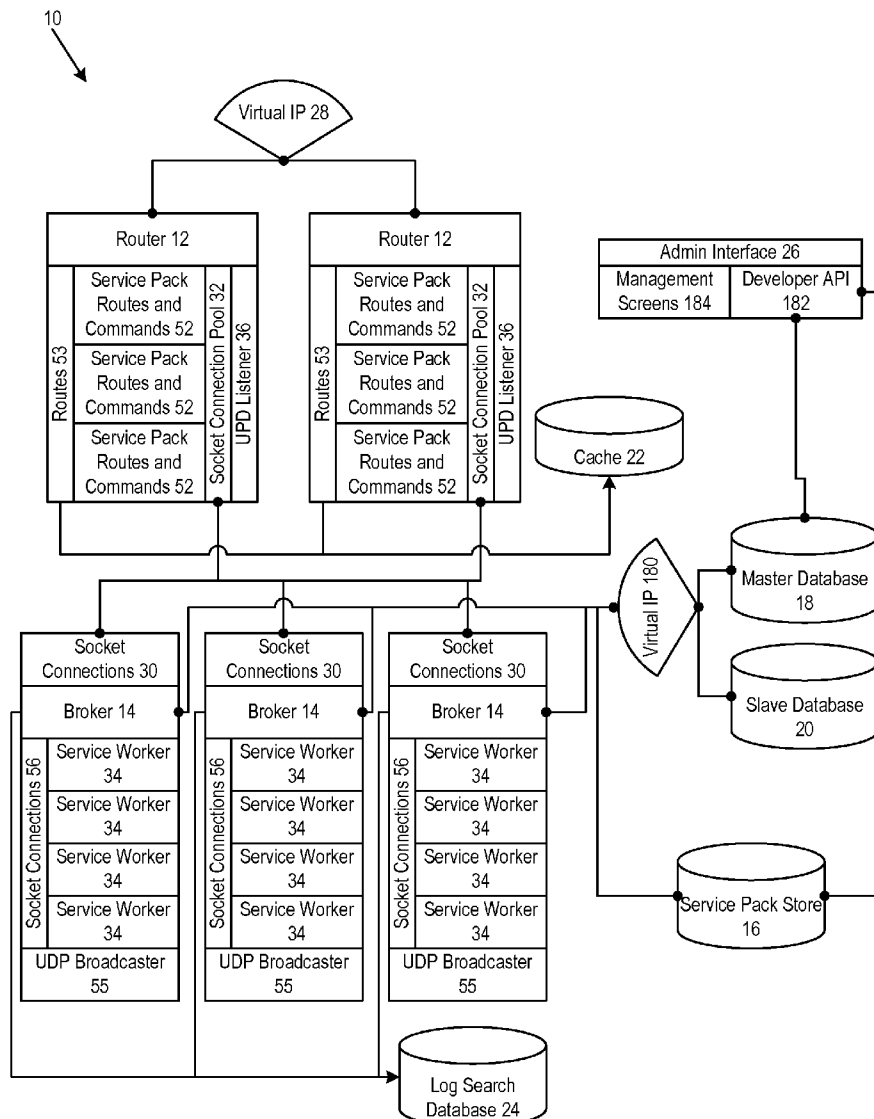 10
Virtual IP 28
Router 12
Routes 53
Service Pack
Routes and
Commands 52
Service Pack
Routes and
Commands 52
Service Pack
Routes and
Commands 52
Socket Connection Pool 32
UPD Listener 36
Router 12
Routes 53
Service Pack
Routes and
Commands 52
Service Pack
Routes and
Commands 52
Service Pack
Routes and
Commands 52
Socket Connection Pool 32
UPD Listener 36
Admin Interface 26
Management
Screens 184
Developer API
182
Cache 22
Virtual IP 180
Master Database
18
Slave Database
20
Socket
Connections 30
Broker 14
Socket Connections 56
Service Worker
34
Service Worker
34
Service Worker
34
Service Worker
34
UDP Broadcaster
55
Socket
Connections 30
Broker 14
Socket Connections 56
Service Worker
34
Service Worker
34
Service Worker
34
Service Worker
34
UDP Broadcaster
55
Socket
Connections 30
Broker 14
Socket Connections 56
Service Worker
34
Service Worker
34
Service Worker
34
Service Worker
34
UDP Broadcaster
55
Service Pack Store
16
Log Search
Database 24